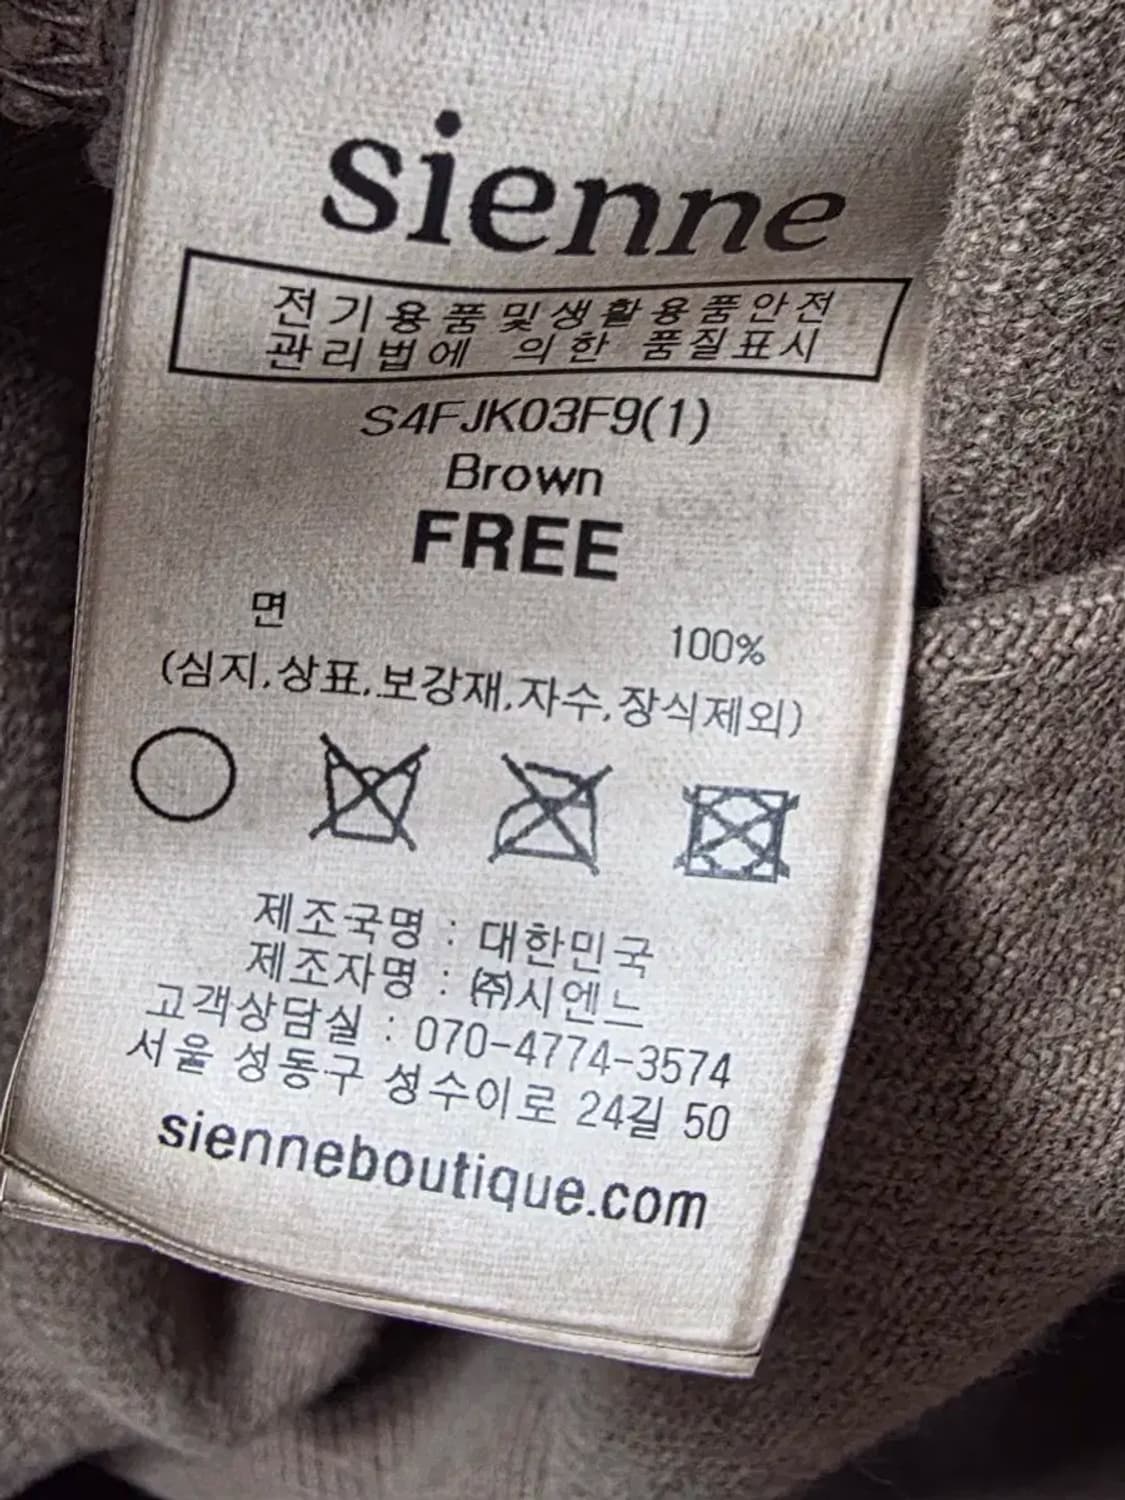 sienne
전기용품및생활용품안전
관리법에 의한 품질표시
S4FJK03F9(1)
Brown
FREE
면 100%
(심지,상표,보강재,자수,장식제외)
제조국명 : 대한민국
제조자명 : ㈜시엔느
고객상담실 : 070-4774-3574
서울 성동구 성수이로 24길 50
sienneboutique.com